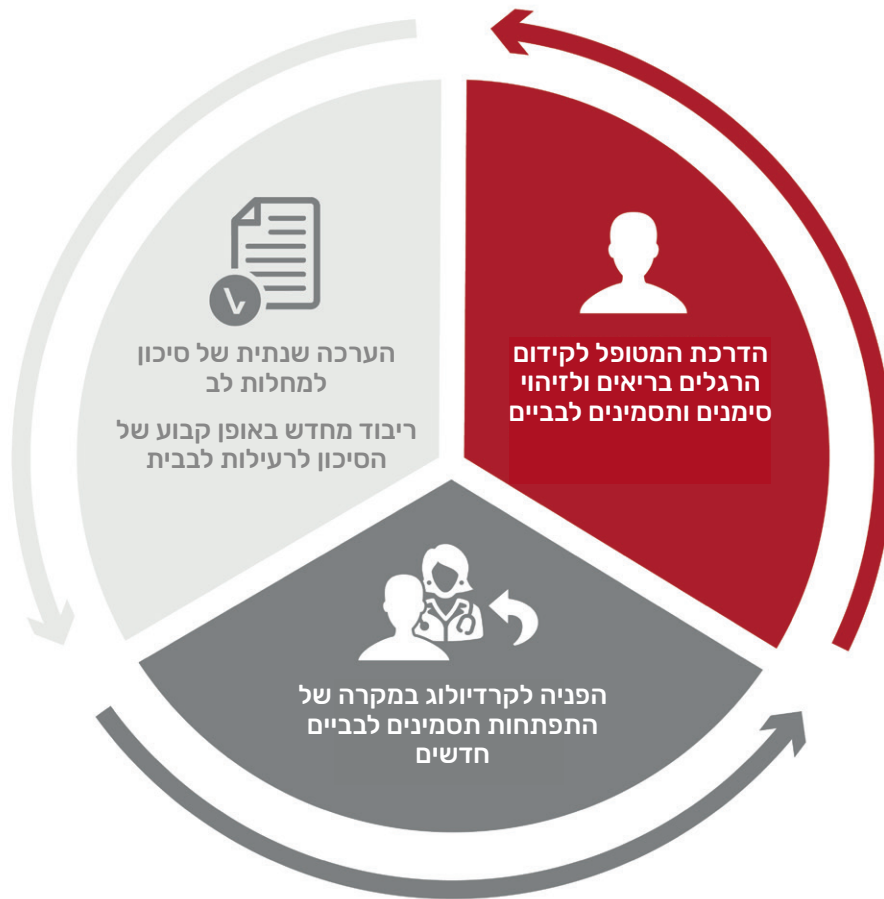 הדרכת המטופל לקידום
הרגלים בריאים ולזיהוי
סימנים ותסמינים לבביים
הערכה שנתית של סיכון
למחלות לב
ריבוד מחדש באופן קבוע של
הסיכון לרעילות לבבית
הפניה לקרדיולוג במקרה של
התפתחות תסמינים לבביים
חדשים